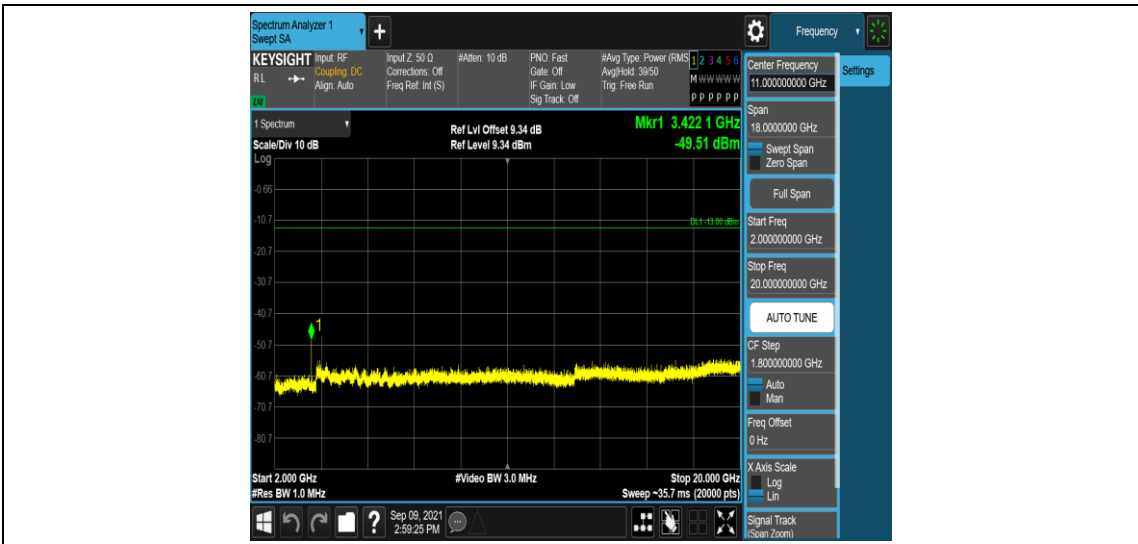 Spectrum Analyzer 1
Swept SA
+
Frequency
KEYSIGHT
RL
LXI
Input: RF
Coupling: DC
Align: Auto
Input Z: 50 Ω
Corrections: Off
Freq Ref: Int (S)
#Atten: 10 dB
PNO: Fast
Gate: Off
IF Gain: Low
Sig Track: Off
#Avg Type: Power (RMS
Avg|Hold: 39/50
Trig: Free Run
1 2 3 4 5 6
M W W W W W
P P P P P P
Center Frequency
11.000000000 GHz
Settings
1 Spectrum
Scale/Div 10 dB
Ref Lvl Offset 9.34 dB
Ref Level 9.34 dBm
Mkr1 3.422 1 GHz
-49.51 dBm
Log
-0.66
-10.7
-20.7
-30.7
-40.7
-50.7
-60.7
-70.7
-80.7
DL1 -13.00 dBm
1
Start 2.000 GHz
#Res BW 1.0 MHz
#Video BW 3.0 MHz
Stop 20.000 GHz
Sweep ~35.7 ms (20000 pts)
Span
18.0000000 GHz
Swept Span
Zero Span
Full Span
Start Freq
2.000000000 GHz
Stop Freq
20.000000000 GHz
AUTO TUNE
CF Step
1.800000000 GHz
Auto
Man
Freq Offset
0 Hz
X Axis Scale
Log
Lin
Signal Track
(Span Zoom)
?
Sep 09, 2021
2:59:25 PM